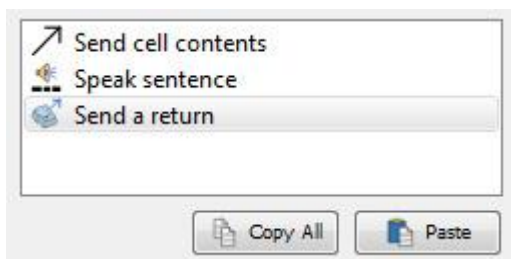 Send cell contents
Speak sentence
Send a return
Copy All Paste